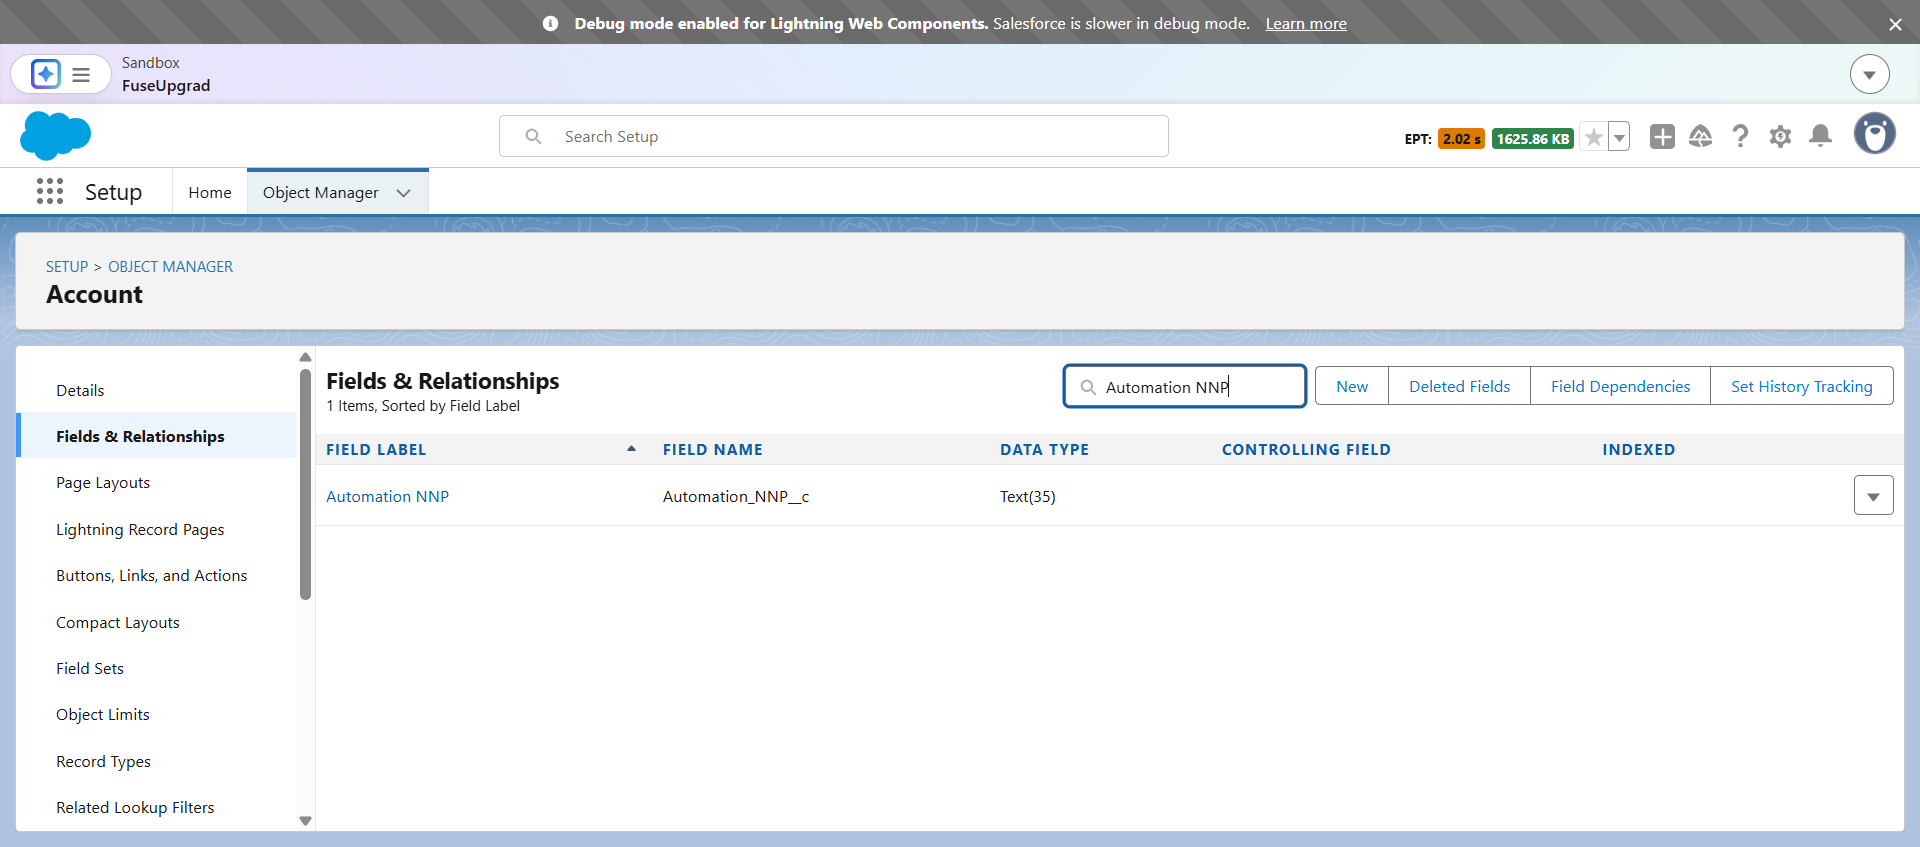 Debug mode enabled for Lightning Web Components. Salesforce is slower in debug mode. Learn more
Sandbox
FuseUpgrad
Search Setup
EPT: 2.02 s 1625.86 KB
Setup
Home
Object Manager
SETUP > OBJECT MANAGER
Account
Details
Fields & Relationships
Page Layouts
Lightning Record Pages
Buttons, Links, and Actions
Compact Layouts
Field Sets
Object Limits
Record Types
Related Lookup Filters
Fields & Relationships
1 Items, Sorted by Field Label
Automation NNP
New
Deleted Fields
Field Dependencies
Set History Tracking
FIELD LABEL FIELD NAME DATA TYPE CONTROLLING FIELD INDEXED
Automation NNP Automation_NNP__c Text(35)